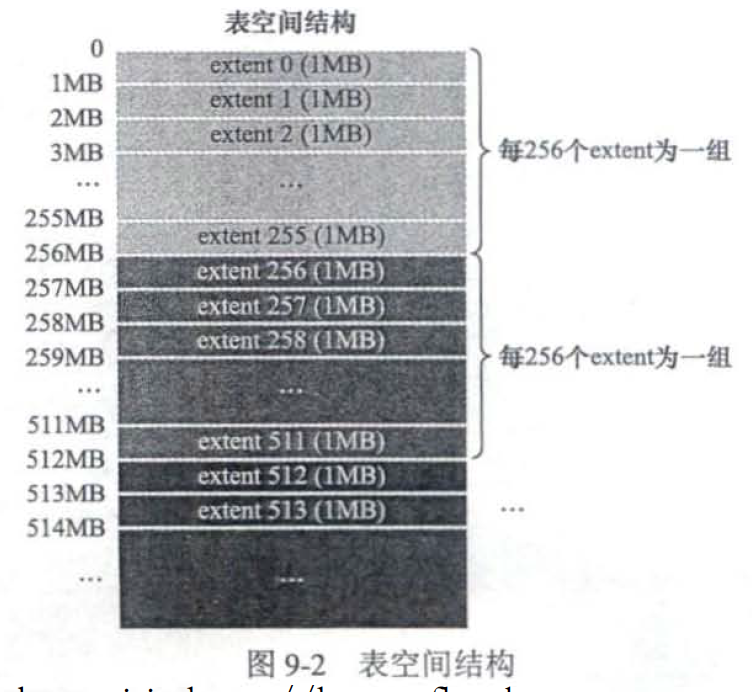 表空间结构
0
extent 0 (1MB)
1MB
extent 1 (1MB)
2MB
extent 2 (1MB)
3MB
每256个extent为一组
...
...
255MB
extent 255 (1MB)
256MB
extent 256 (1MB)
257MB
extent 257 (1MB)
258MB
extent 258 (1MB)
259MB
每256个extent为一组
...
...
511MB
extent 511 (1MB)
512MB
extent 512 (1MB)
513MB
extent 513 (1MB)
...
514MB
...
...
图 9-2 表空间结构